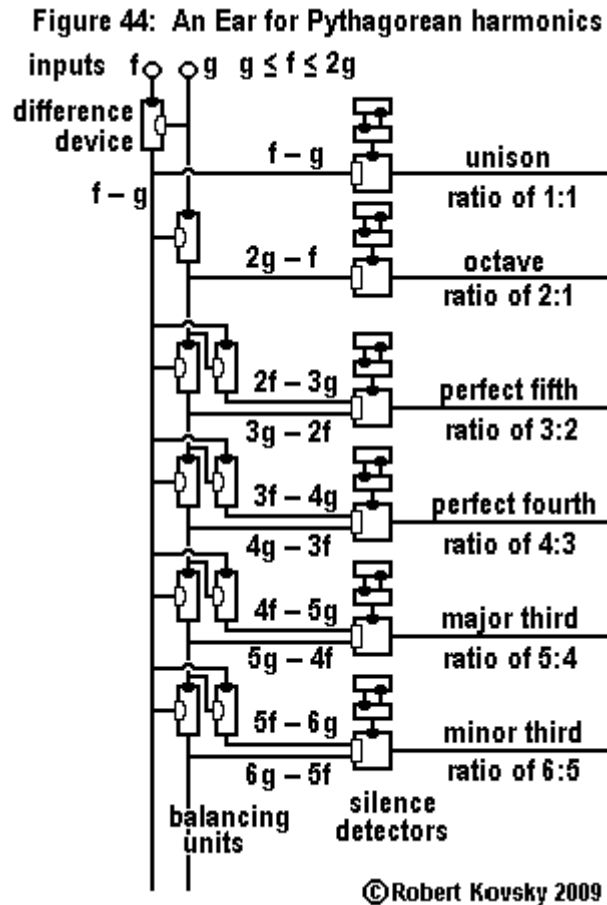 Figure 44: An Ear for Pythagorean harmonics
inputs f g g ≤ f ≤ 2g
difference
device
f – g
unison
ratio of 1:1
f – g
2g – f
octave
ratio of 2:1
2f – 3g
perfect fifth
3g – 2f
ratio of 3:2
3f – 4g
perfect fourth
4g – 3f
ratio of 4:3
4f – 5g
major third
5g – 4f
ratio of 5:4
5f – 6g
minor third
6g – 5f
ratio of 6:5
balancing
units
silence
detectors
©Robert Kovsky 2009